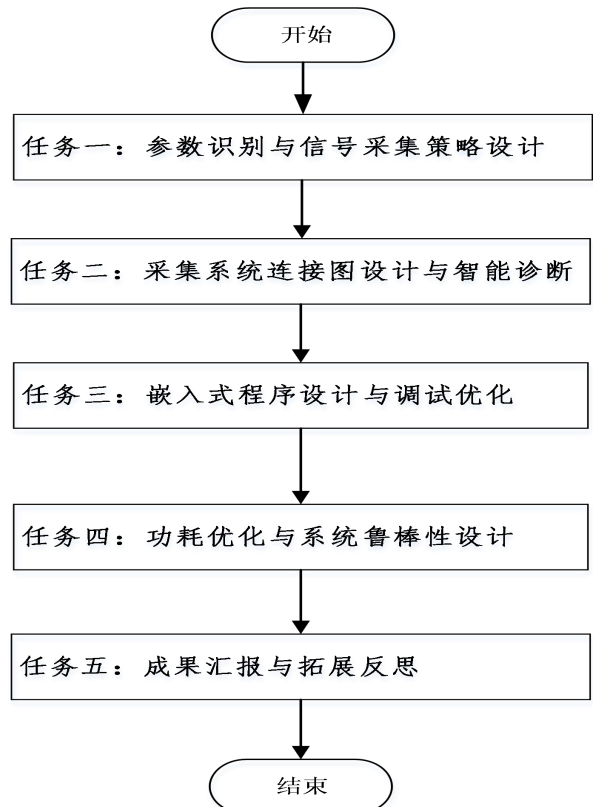 开始
任务一：参数识别与信号采集策略设计
任务二：采集系统连接图设计与智能诊断
任务三：嵌入式程序设计与调试优化
任务四：功耗优化与系统鲁棒性设计
任务五：成果汇报与拓展反思
结束